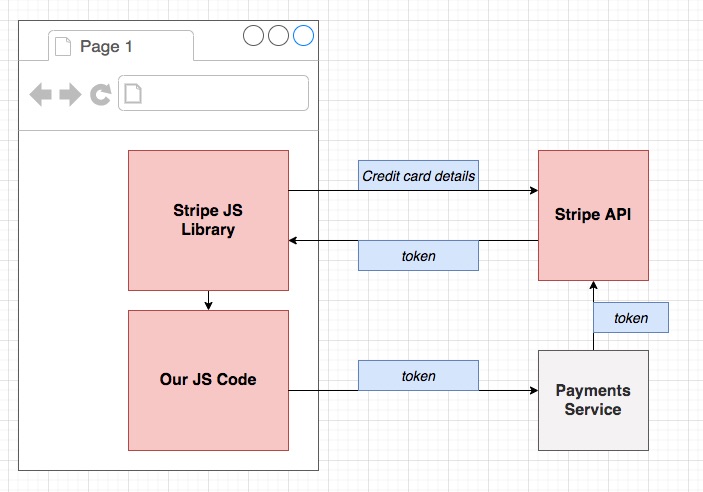 Page 1
Stripe JS
Library
Credit card details
token
Stripe API
token
Our JS Code
token
Payments
Service